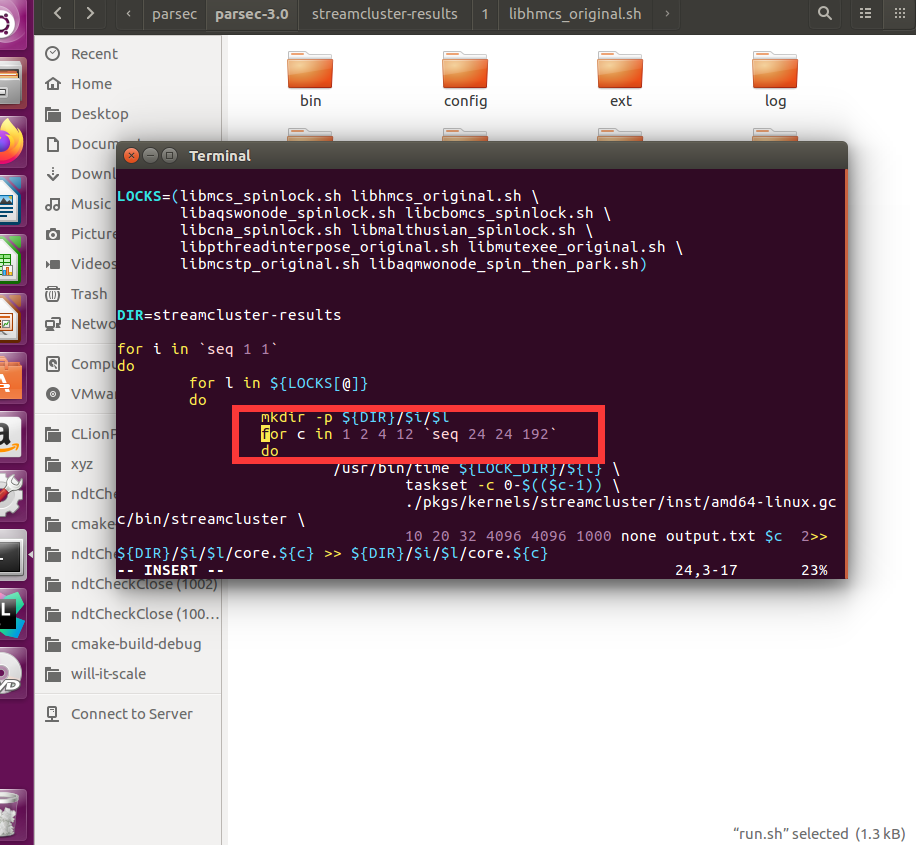 parsec parsec-3.0 streamcluster-results 1 libhmcs_original.sh
Recent
Home
Desktop
Docum
Downl
Music
Picture
Videos
Trash
Netwo
Compu
VMwar
CLionP
xyz
ndtChe
cmake
ndtChe
ndtCheckClose (1002)
ndtCheckClose (100...
cmake-build-debug
will-it-scale
Connect to Server
bin config ext log
Terminal
LOCKS=(libmcs_spinlock.sh libhmcs_original.sh \
libaqswonode_spinlock.sh libcbomcs_spinlock.sh \
libcna_spinlock.sh libmalthusian_spinlock.sh \
libpthreadinterpose_original.sh libmutexee_original.sh \
libmcstp_original.sh libaqmwonode_spin_then_park.sh)
DIR=streamcluster-results
for i in `seq 1 1`
do
for l in ${LOCKS[@]}
do
mkdir -p ${DIR}/$i/$l
for c in 1 2 4 12 `seq 24 24 192`
do
/usr/bin/time ${LOCK_DIR}/${l} \
taskset -c 0-$(($c-1)) \
./pkgs/kernels/streamcluster/inst/amd64-linux.gc
c/bin/streamcluster \
10 20 32 4096 4096 1000 none output.txt $c 2>>
${DIR}/$i/$l/core.${c} >> ${DIR}/$i/$l/core.${c}
-- INSERT -- 24,3-17 23%
“run.sh” selected (1.3 kB)